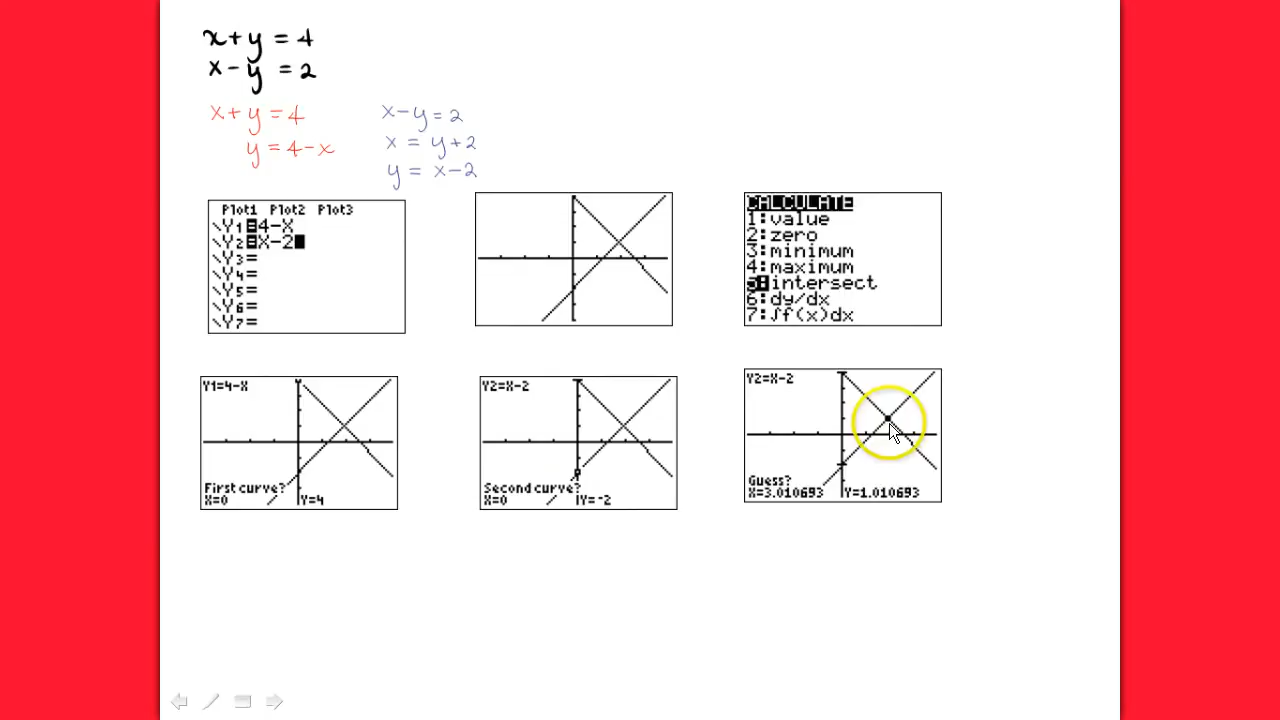 x+y = 4
x-y = 2
x+y = 4
y = 4-x
x-y = 2
x = y+2
y = x-2
Plot1 Plot2 Plot3
\Y1=4-X
\Y2=X-2
\Y3=
\Y4=
\Y5=
\Y6=
\Y7=
CALCULATE
1:value
2:zero
3:minimum
4:maximum
5:intersect
6:dy/dx
7:∫f(x)dx
Y1=4-X
First curve?
X=0 Y=4
Y2=X-2
Second curve?
X=0 Y=-2
Y2=X-2
Guess?
X=3.010693 Y=1.010693